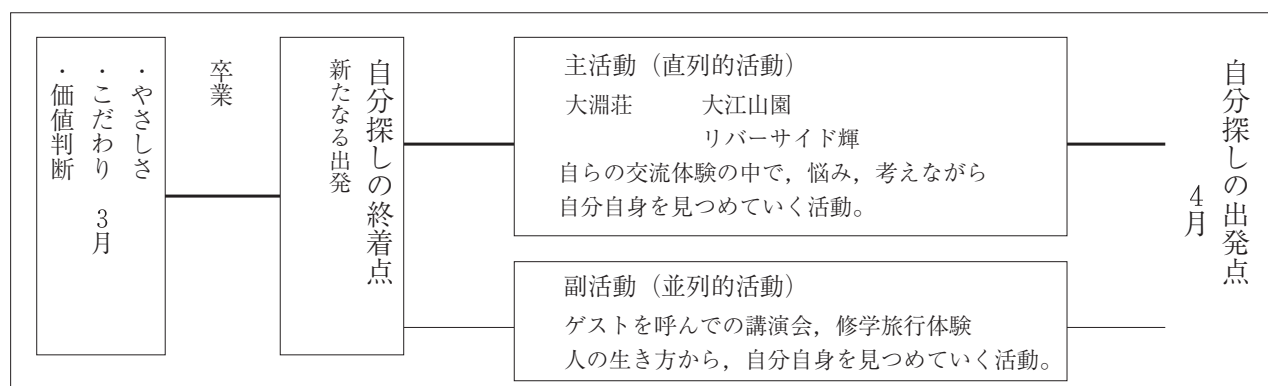 自分探しの出発点
4月
主活動（直列的活動）
大淵荘　　大江山園
リバーサイド輝
自らの交流体験の中で，悩み，考えながら
自分自身を見つめていく活動。
副活動（並列的活動）
ゲストを呼んでの講演会，修学旅行体験
人の生き方から，自分自身を見つめていく活動。
自分探しの終着点
新たなる出発
卒業
・やさしさ
・こだわり　3月
・価値判断